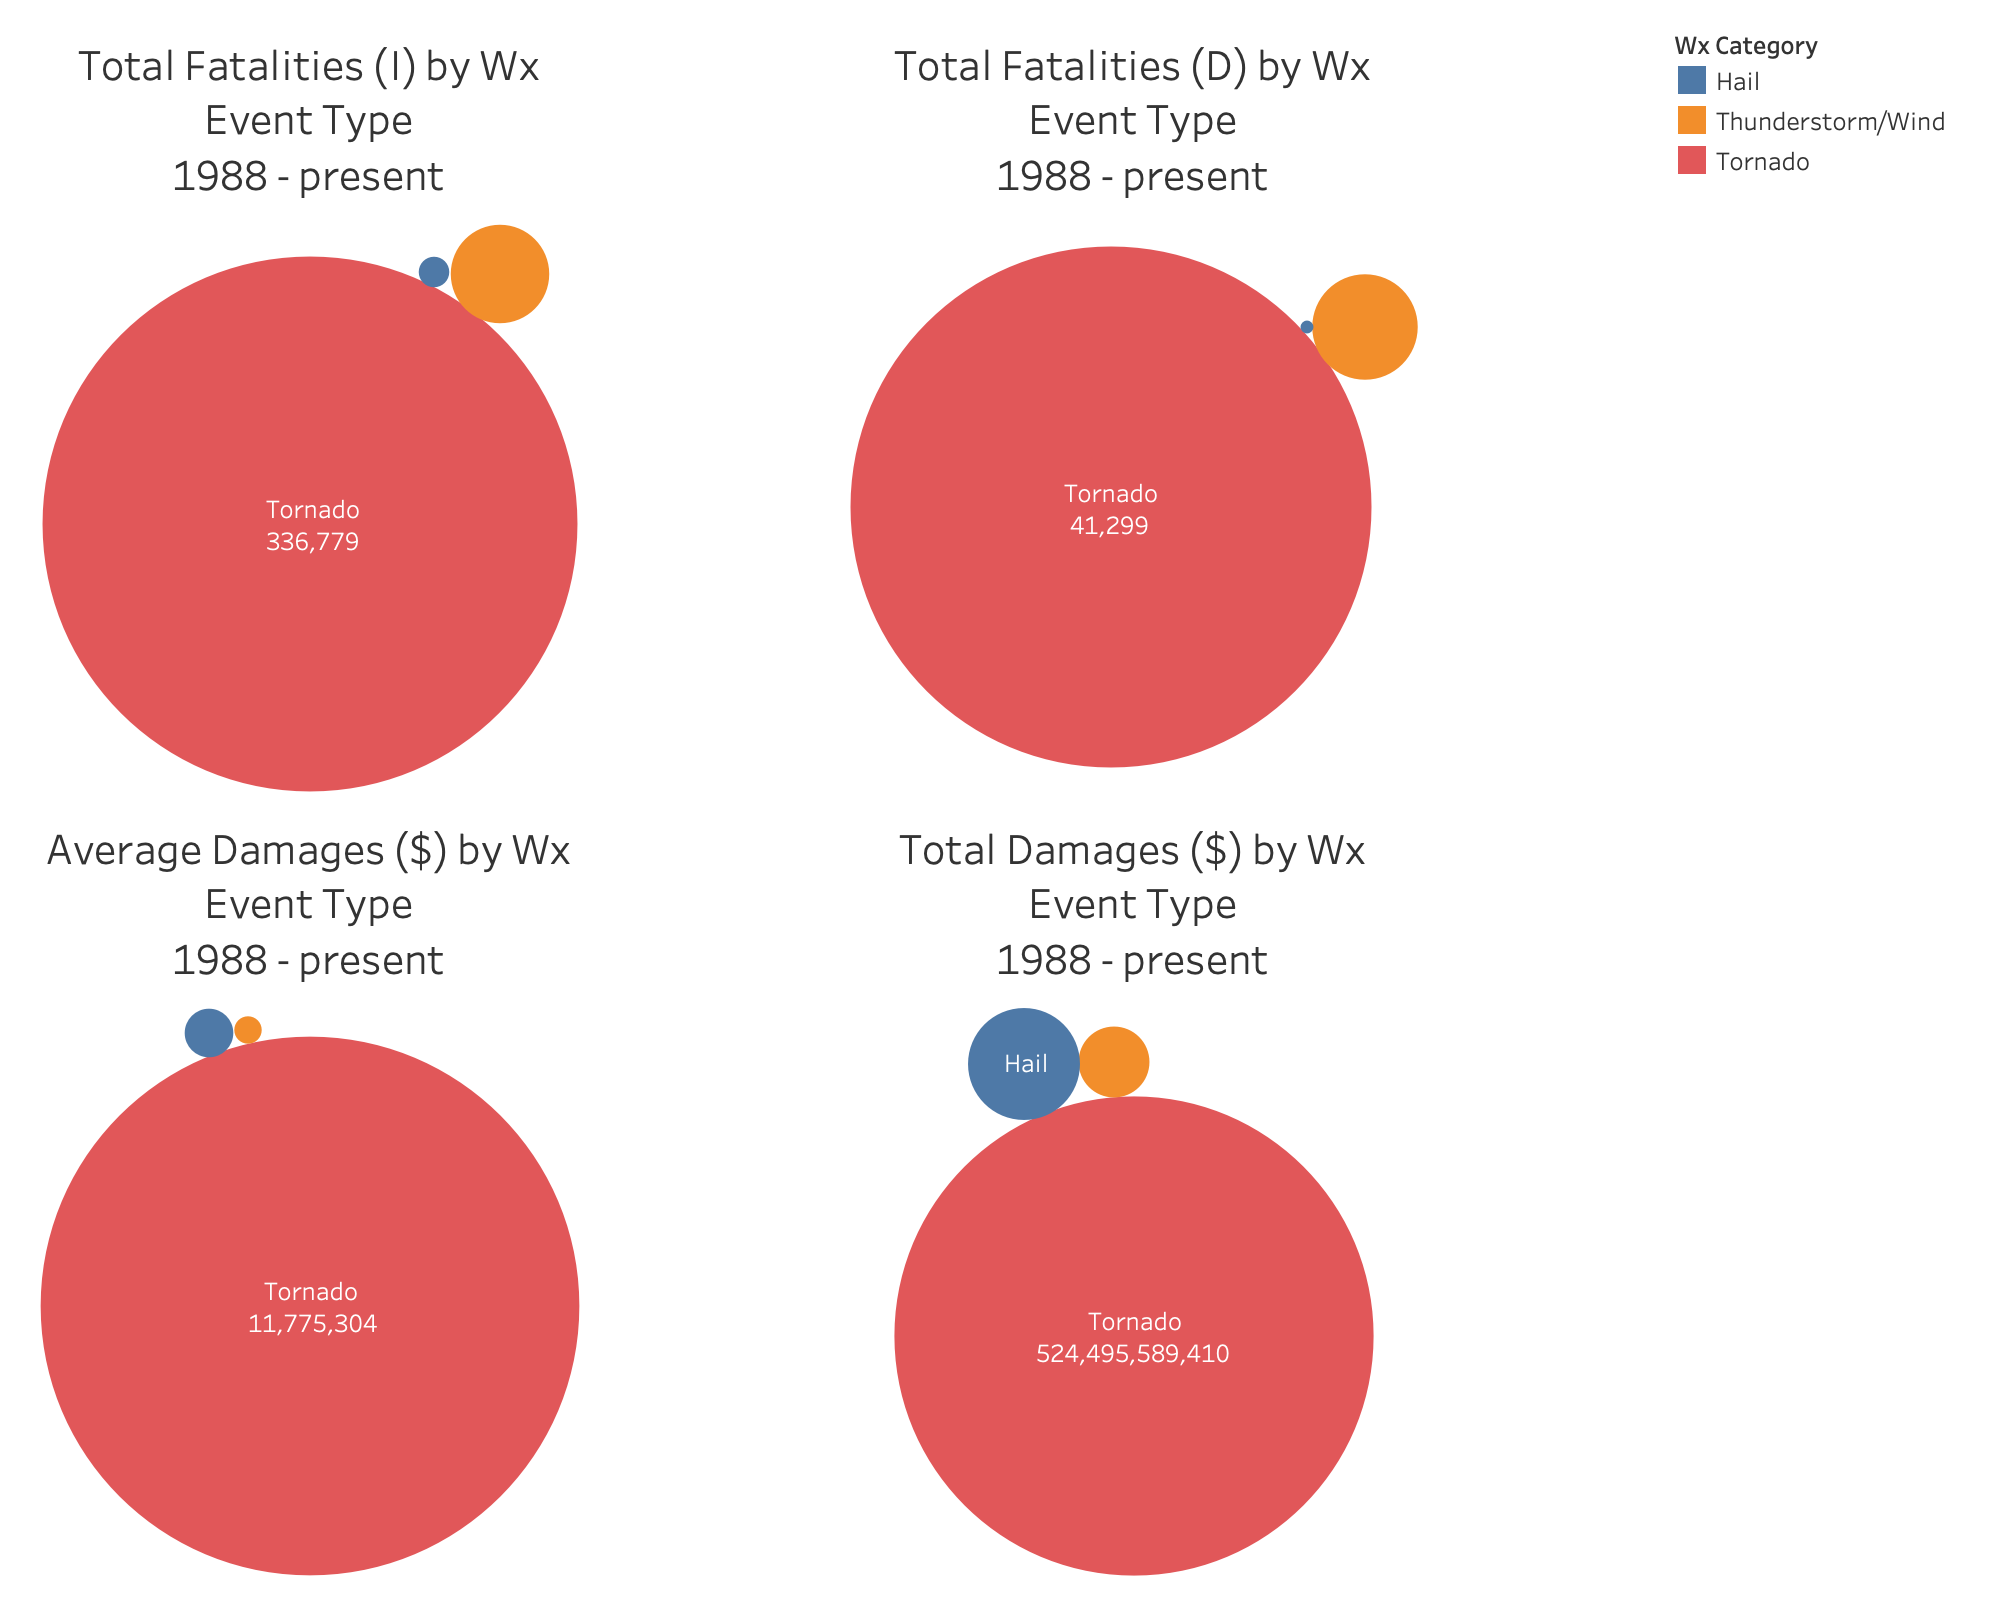 Total Fatalities (I) by Wx
Event Type
1988 - present
Total Fatalities (D) by Wx
Event Type
1988 - present
Wx Category
Hail
Thunderstorm/Wind
Tornado
Tornado
336,779
Tornado
41,299
Average Damages ($) by Wx
Event Type
1988 - present
Total Damages ($) by Wx
Event Type
1988 - present
Tornado
11,775,304
Hail
Tornado
524,495,589,410